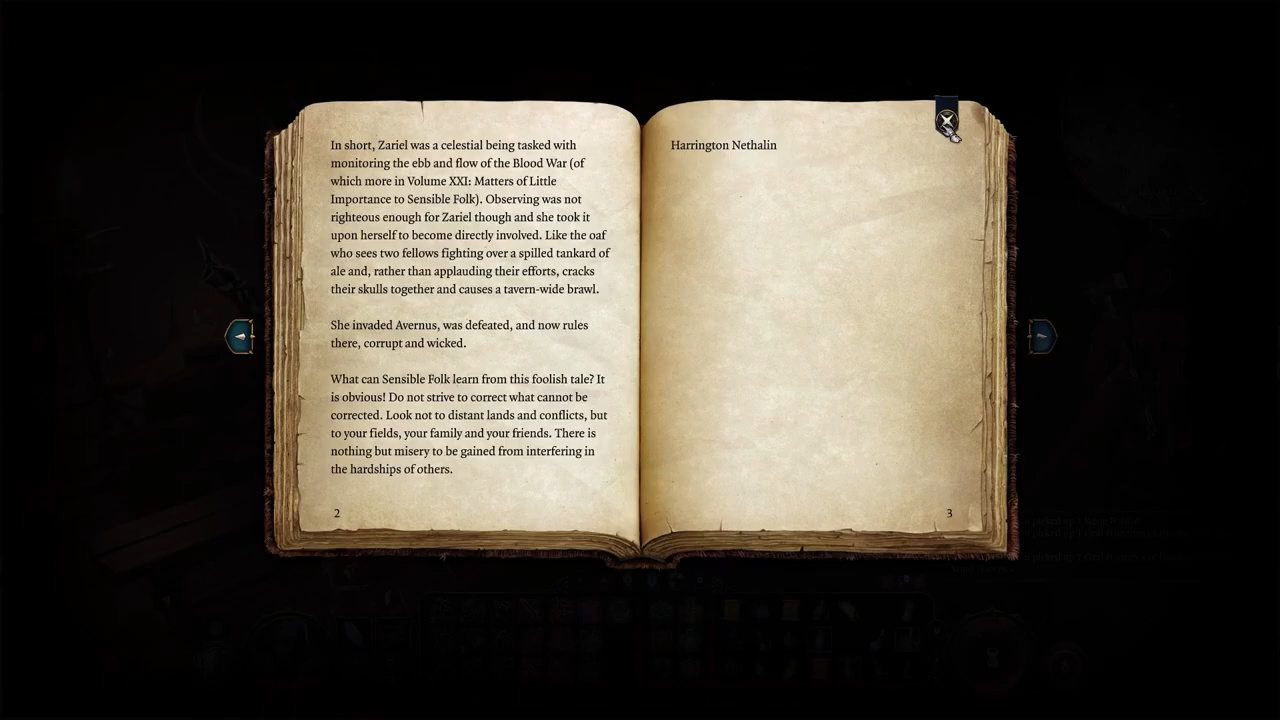 In short, Zariel was a celestial being tasked with
monitoring the ebb and flow of the Blood War (of
which more in Volume XXI: Matters of Little
Importance to Sensible Folk). Observing was not
righteous enough for Zariel though and she took it
upon herself to become directly involved. Like the oaf
who sees two fellows fighting over a spilled tankard of
ale and, rather than applauding their efforts, cracks
their skulls together and causes a tavern-wide brawl.
She invaded Avernus, was defeated, and now rules
there, corrupt and wicked.
What can Sensible Folk learn from this foolish tale? It
is obvious! Do not strive to correct what cannot be
corrected. Look not to distant lands and conflicts, but
to your fields, your family and your friends. There is
nothing but misery to be gained from interfering in
the hardships of others.
2
Harrington Nethalin
3